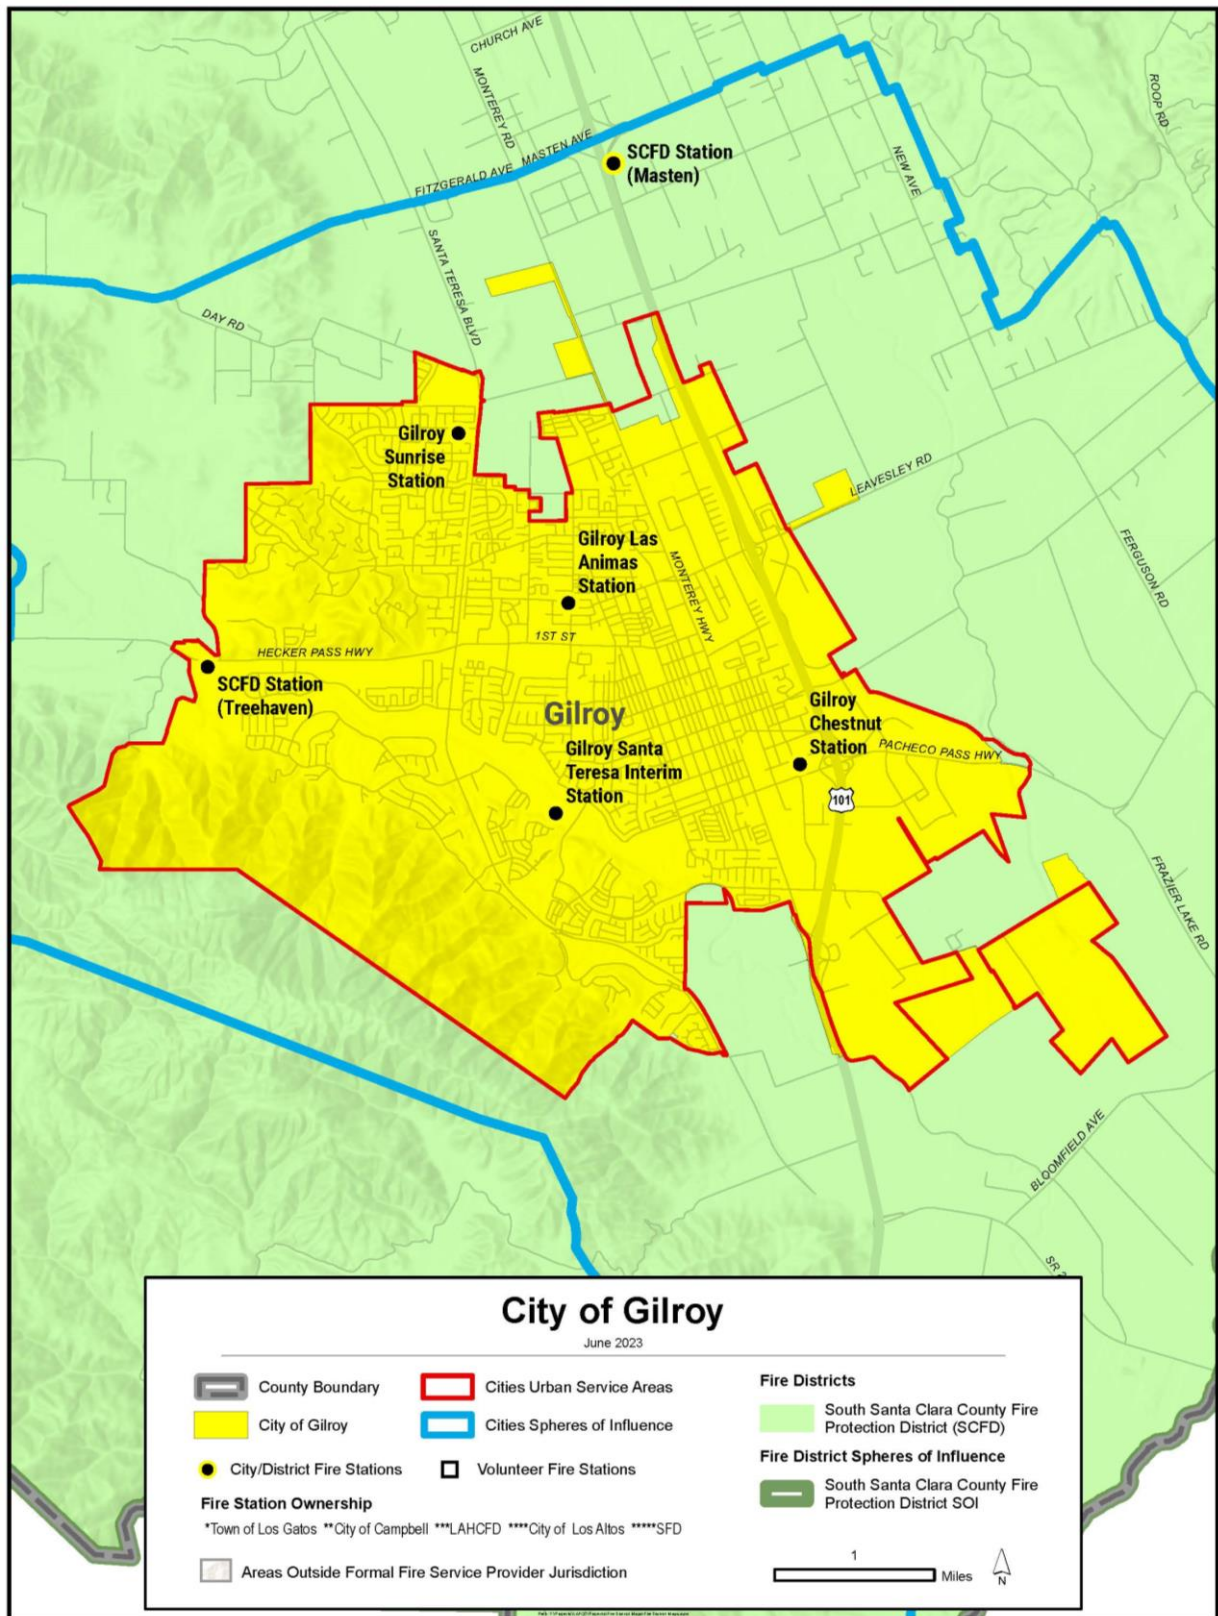 CHURCH AVE
MONTEREY RD
ROOP RD
FITZGERALD AVE
MASTEN AVE
SCFD Station
(Masten)
NEW AVE
SANTA TERESA BLVD
DAY RD
Gilroy
Sunrise
Station
LEAVESLEY RD
Gilroy Las
Animas
Station
MONTEREY HWY
FERGUSON RD
1ST ST
HECKER PASS HWY
SCFD Station
(Treehaven)
Gilroy
Gilroy
Chestnut
Station
Gilroy Santa
Teresa Interim
Station
PACHECO PASS HWY
101
FRAZIER LAKE RD
BLOOMFIELD AVE
SR
City of Gilroy
June 2023
County Boundary
Cities Urban Service Areas
City of Gilroy
Cities Spheres of Influence
City/District Fire Stations
Volunteer Fire Stations
Fire Station Ownership
*Town of Los Gatos **City of Campbell ***LAHCFD ****City of Los Altos *****SFD
Areas Outside Formal Fire Service Provider Jurisdiction
Fire Districts
South Santa Clara County Fire
Protection District (SCFD)
Fire District Spheres of Influence
South Santa Clara County Fire
Protection District SOI
1
Miles
N